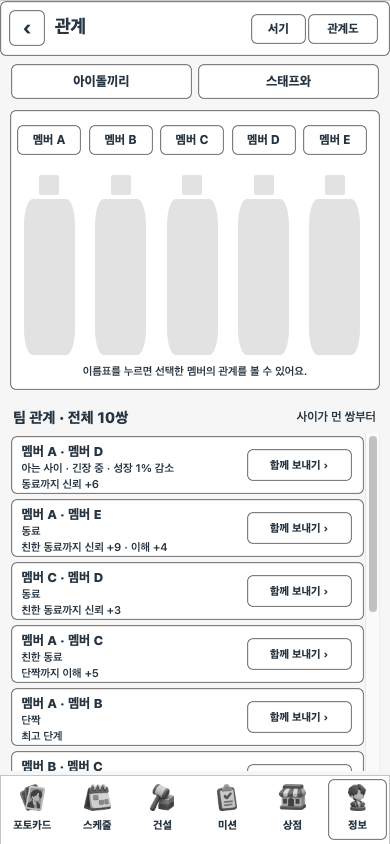 ‹ 관계 서기 관계도
아이돌끼리 스태프와
멤버 A 멤버 B 멤버 C 멤버 D 멤버 E
이름표를 누르면 선택한 멤버의 관계를 볼 수 있어요.
팀 관계 · 전체 10쌍 사이가 먼 쌍부터
멤버 A · 멤버 D
아는 사이 · 긴장 중 · 성장 1% 감소
동료까지 신뢰 +6
함께 보내기 ›
멤버 A · 멤버 E
동료
친한 동료까지 신뢰 +9 · 이해 +4
함께 보내기 ›
멤버 C · 멤버 D
동료
친한 동료까지 신뢰 +3
함께 보내기 ›
멤버 A · 멤버 C
친한 동료
단짝까지 이해 +5
함께 보내기 ›
멤버 A · 멤버 B
단짝
최고 단계
함께 보내기 ›
멤버 B · 멤버 C
포토카드 스케줄 건설 미션 상점 정보